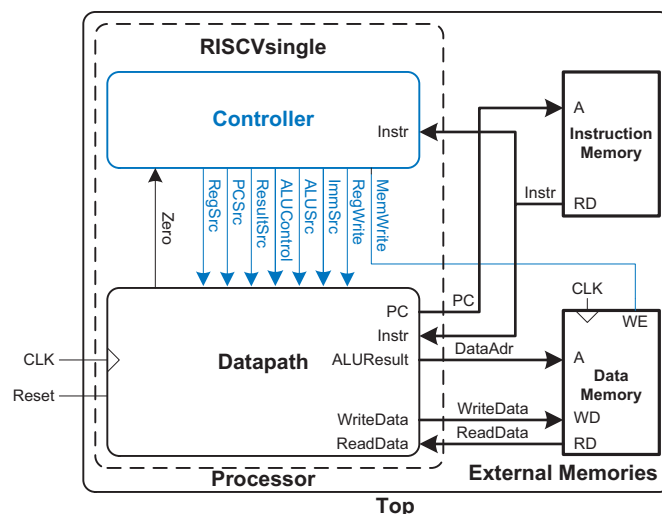 RISCVsingle
Controller
Instr
A
Instruction
Memory
RD
Instr
Zero
RegSrc
PCSrc
ResultSrc
ALUControl
ALUSrc
ImmSrc
RegWrite
MemWrite
CLK
WE
PC
PC
Instr
ALUResult
DataAdr
A
Data
Memory
CLK
Datapath
Reset
WriteData
WriteData
WD
ReadData
ReadData
RD
Processor
External Memories
Top